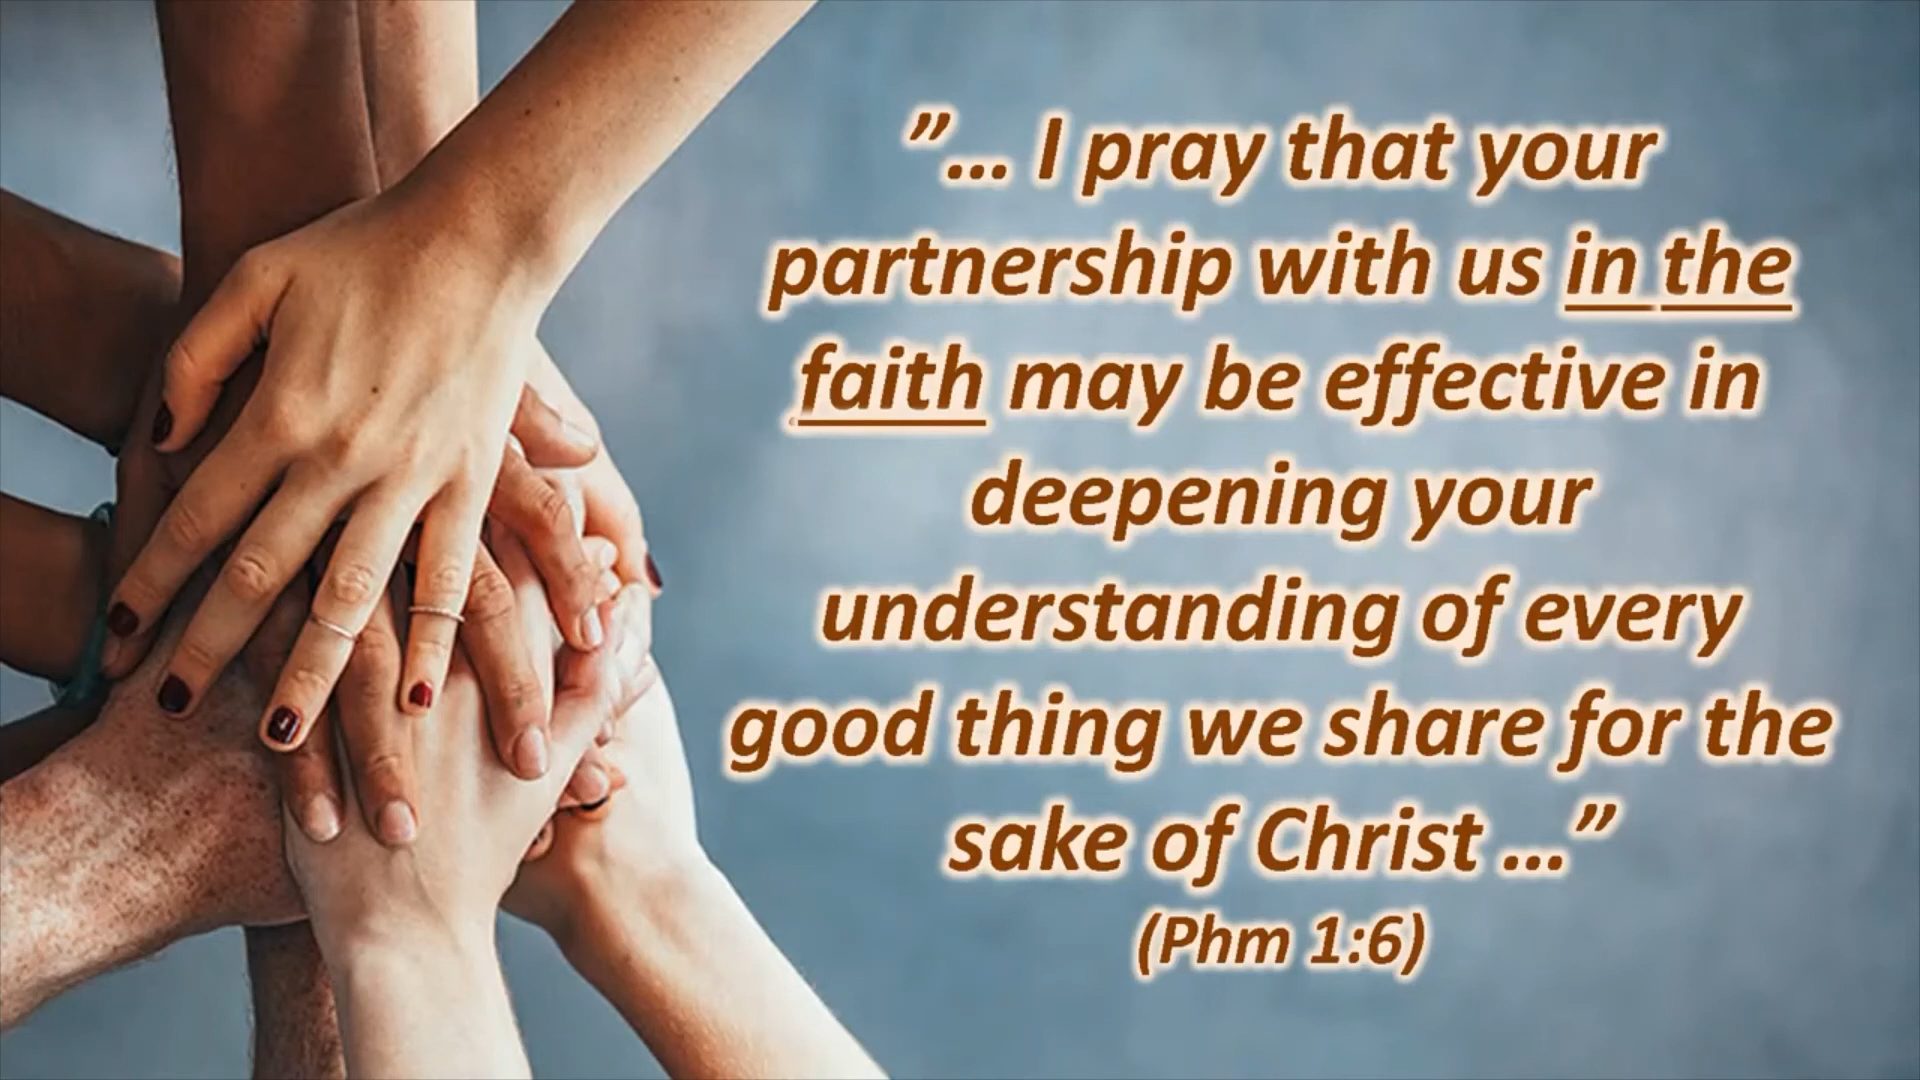 ”... I pray that your
partnership with us in the
faith may be effective in
deepening your
understanding of every
good thing we share for the
sake of Christ ...”
(Phm 1:6)